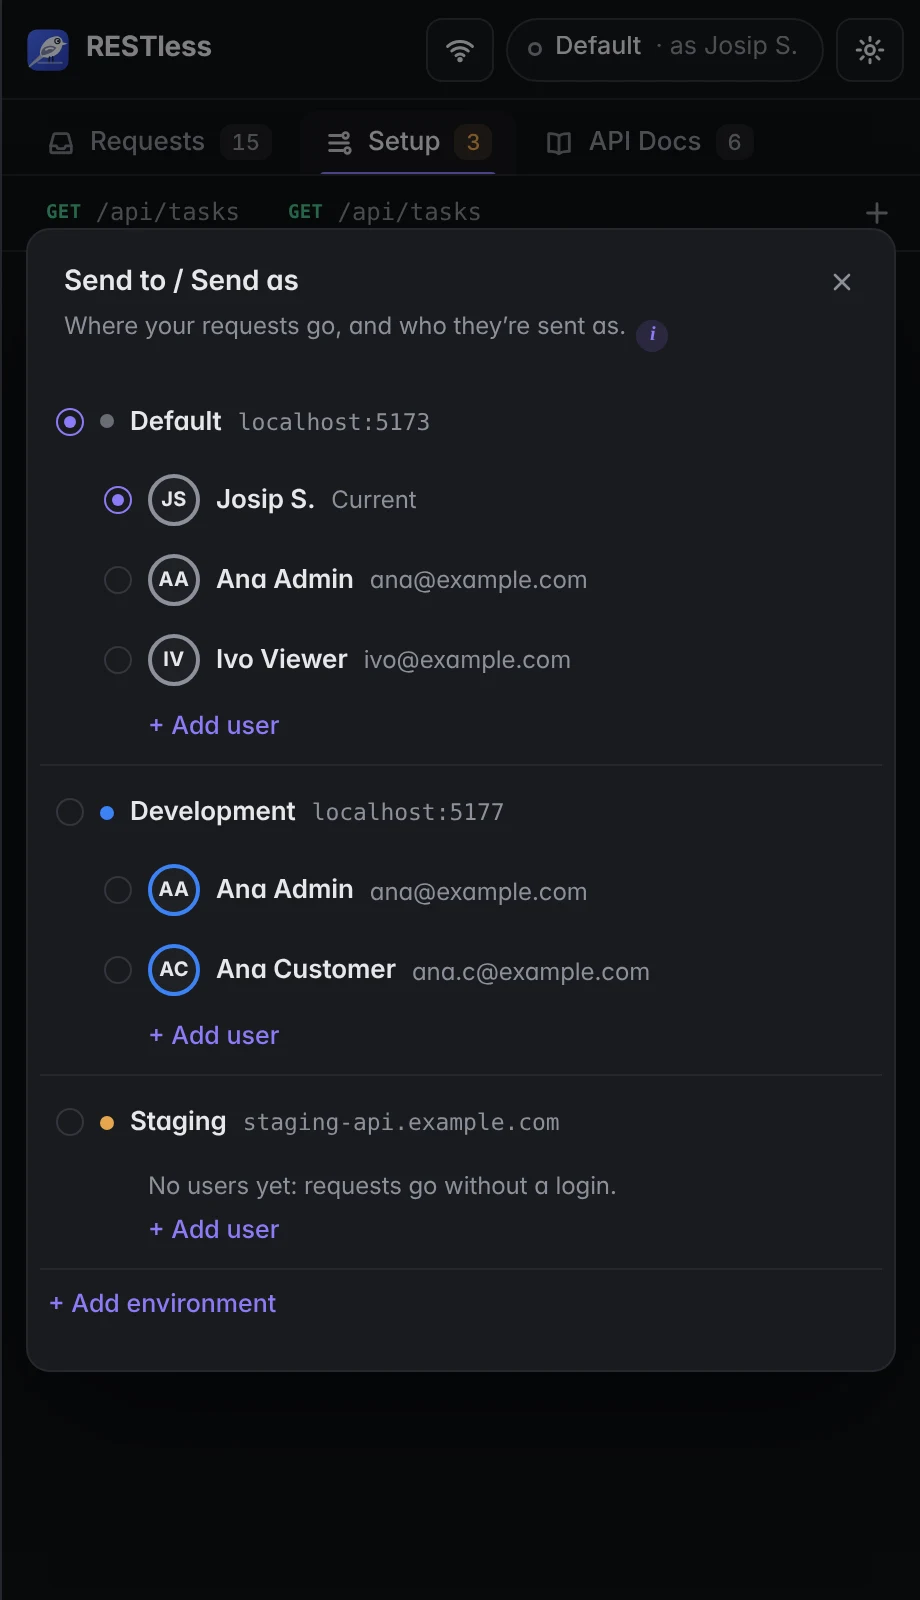 RESTless
Default · as Josip S.
Requests 15
Setup 3
API Docs 6
GET /api/tasks
GET /api/tasks
Send to / Send as
Where your requests go, and who they’re sent as. i
Default localhost:5173
JS Josip S. Current
AA Ana Admin ana@example.com
IV Ivo Viewer ivo@example.com
+ Add user
Development localhost:5177
AA Ana Admin ana@example.com
AC Ana Customer ana.c@example.com
+ Add user
Staging staging-api.example.com
No users yet: requests go without a login.
+ Add user
+ Add environment